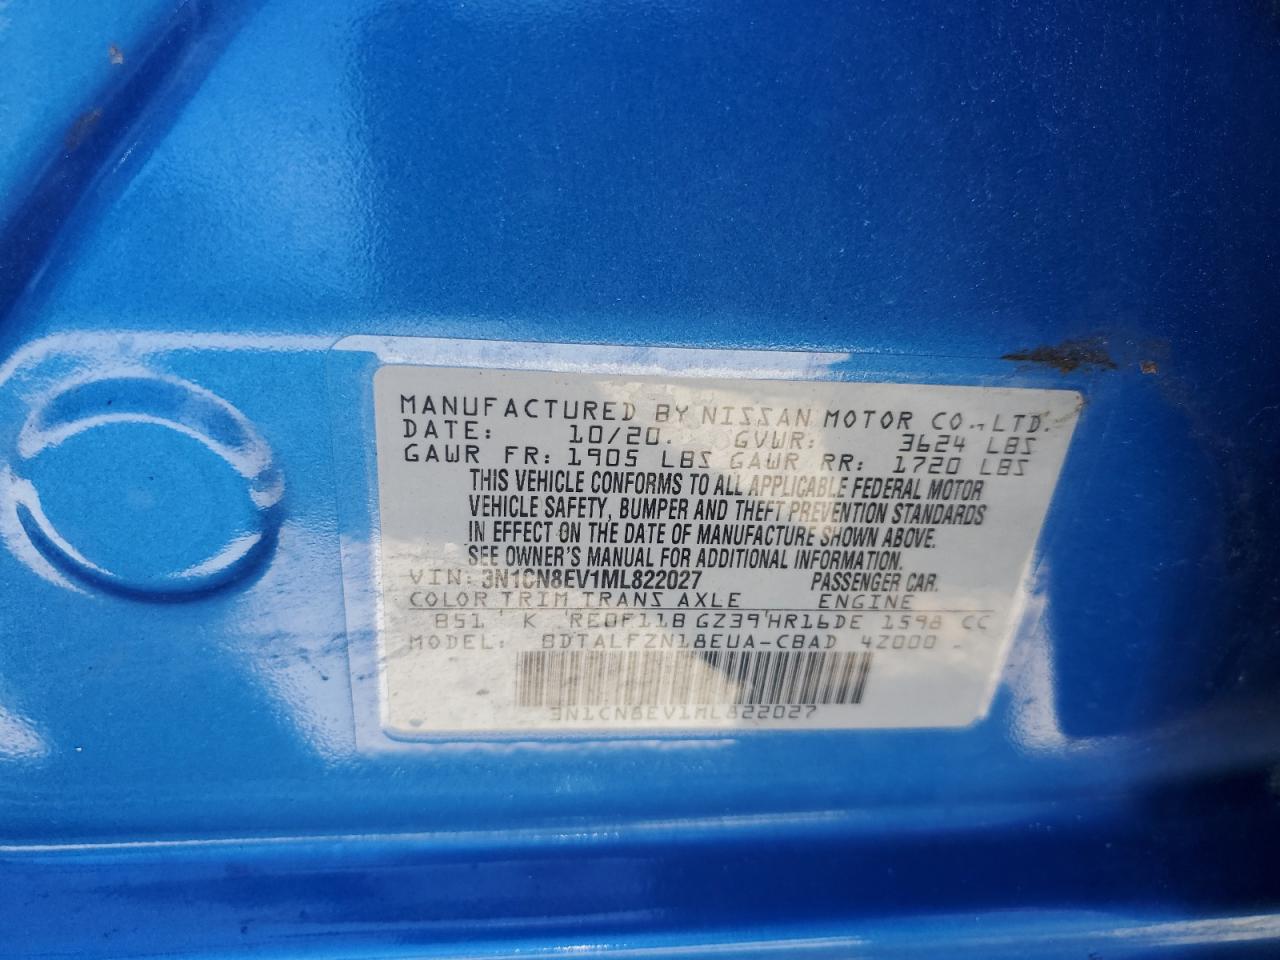 MANUFACTURED BY NISSAN MOTOR CO.,LTD.
DATE: 10/20. GVWR: 3624 LBS
GAWR FR: 1905 LBS GAWR RR: 1720 LBS
THIS VEHICLE CONFORMS TO ALL APPLICABLE FEDERAL MOTOR
VEHICLE SAFETY, BUMPER AND THEFT PREVENTION STANDARDS
IN EFFECT ON THE DATE OF MANUFACTURE SHOWN ABOVE.
SEE OWNER'S MANUAL FOR ADDITIONAL INFORMATION.
VIN: 3N1CN8EV1ML822027 PASSENGER CAR.
COLOR TRIM TRANS AXLE ENGINE
B51 K RE0F11B GZ39 HR16DE 1598 CC
MODEL: BDTALFZN18EUA-CBAD 4Z000 -
3N1CN8EV1ML822027